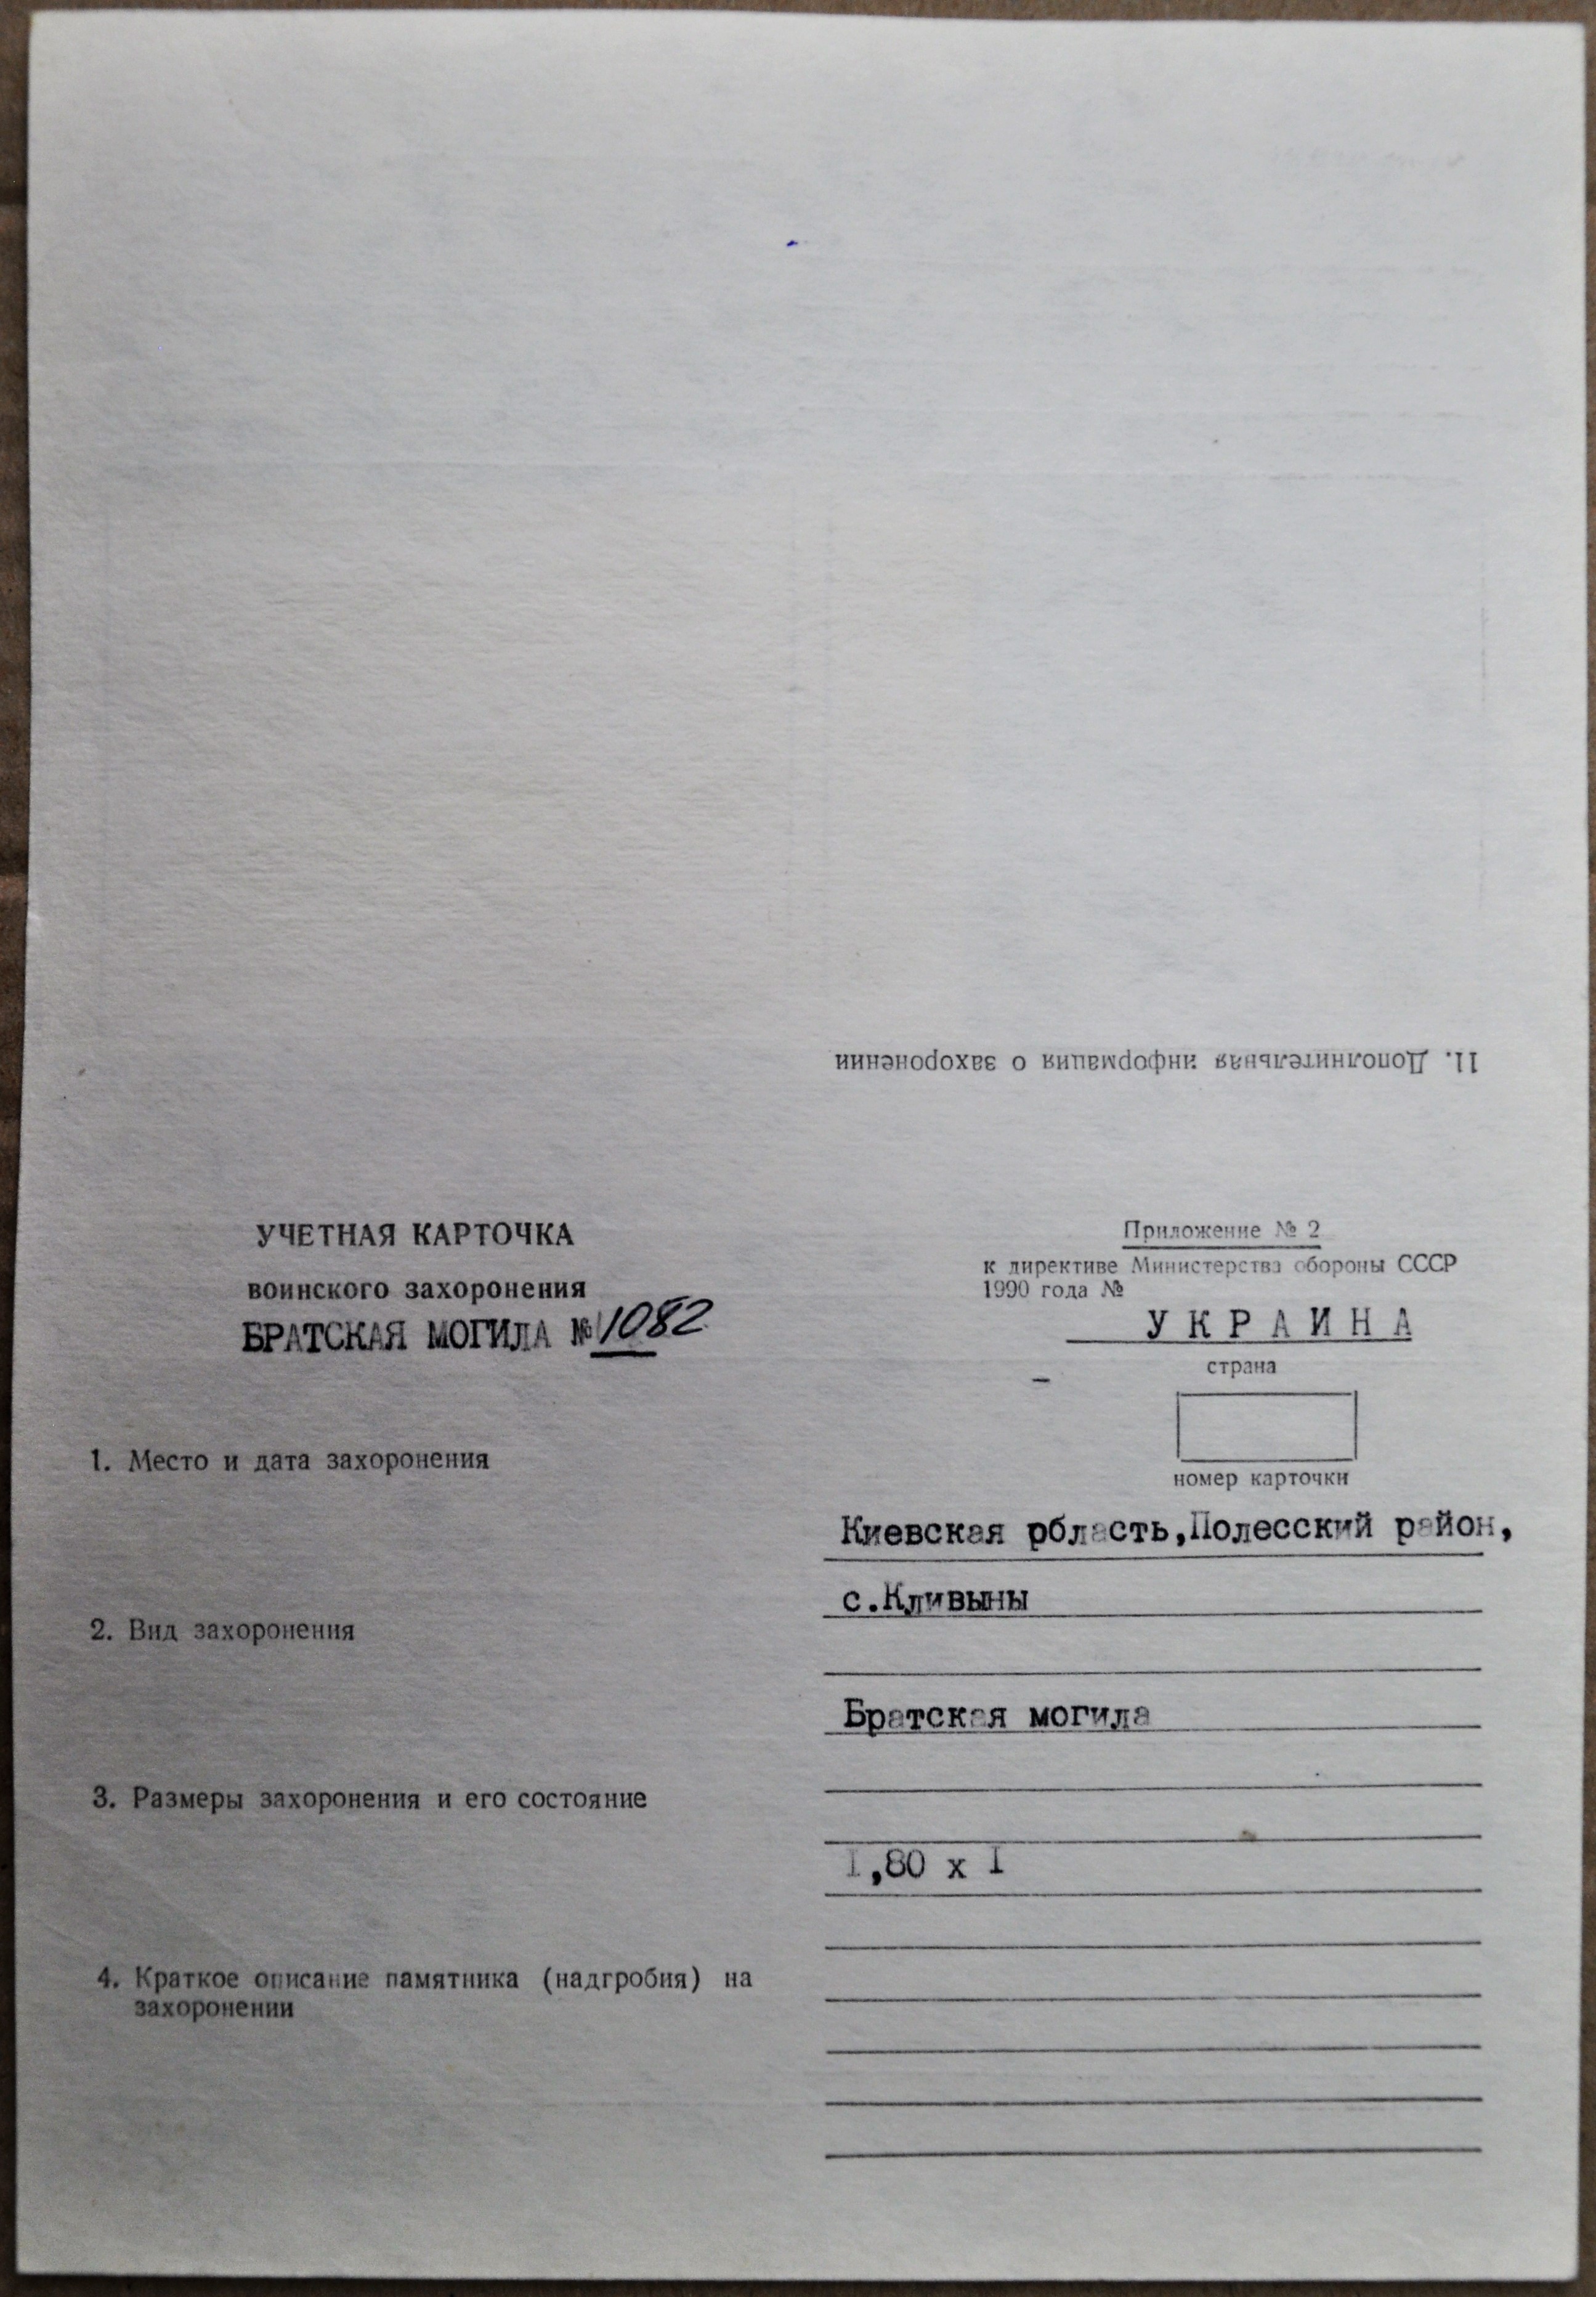 11. Дополнительная информация о захоронении
УЧЕТНАЯ КАРТОЧКА
воинского захоронения
БРАТСКАЯ МОГИЛА № 1082
Приложение № 2
к директиве Министерства обороны СССР
1990 года №
УКРАИНА
страна
номер карточки
1. Место и дата захоронения
Киевская рбласть,Полесский район,
с.Кливыны
2. Вид захоронения
Братская могила
3. Размеры захоронения и его состояние
I,80 х I
4. Краткое описание памятника (надгробия) на
захоронении